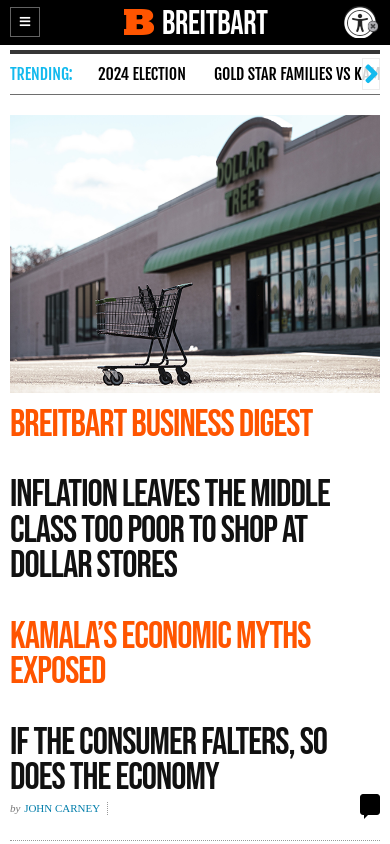 BREITBART
TRENDING: 2024 ELECTION GOLD STAR FAMILIES VS K
DOLLAR
TREE
BREITBART BUSINESS DIGEST
INFLATION LEAVES THE MIDDLE
CLASS TOO POOR TO SHOP AT
DOLLAR STORES
KAMALA’S ECONOMIC MYTHS
EXPOSED
IF THE CONSUMER FALTERS, SO
DOES THE ECONOMY
by JOHN CARNEY